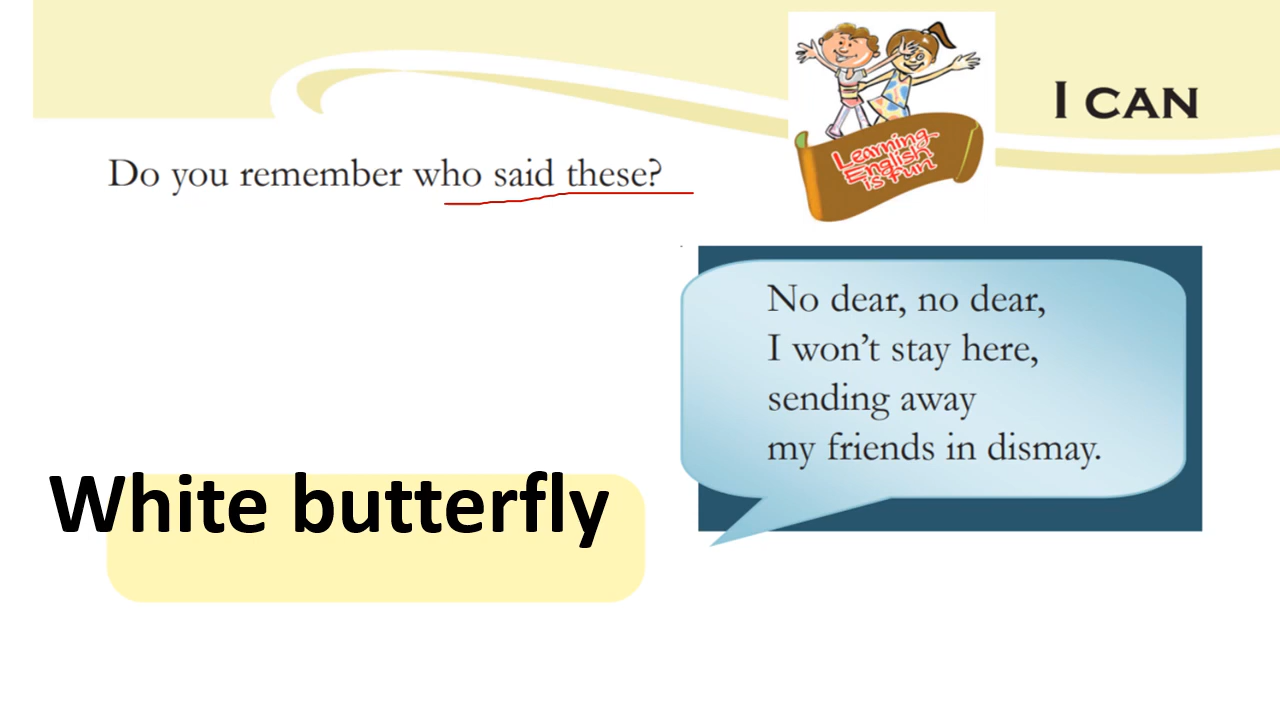 I CAN
Learning
English
is Fun!
Do you remember who said these?
No dear, no dear,
I won't stay here,
sending away
my friends in dismay.
White butterfly